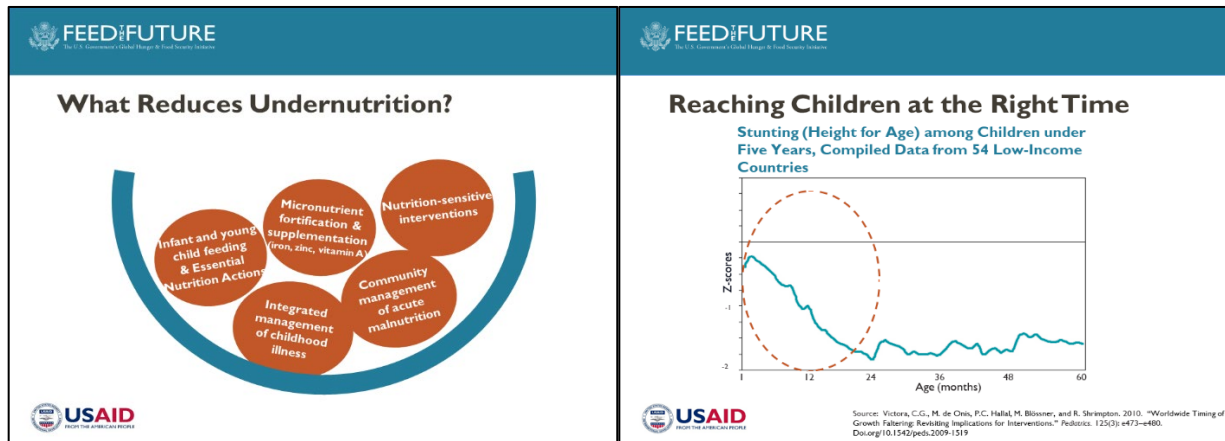 FEED THE FUTURE
The U.S. Government's Global Hunger & Food Security Initiative
What Reduces Undernutrition?
Infant and young
child feeding
& Essential
Nutrition Actions
Micronutrient
fortification &
supplementation
(iron, zinc, vitamin A)
Nutrition-sensitive
interventions
Integrated
management
of childhood
illness
Community
management
of acute
malnutrition
USAID
FROM THE AMERICAN PEOPLE
FEED THE FUTURE
The U.S. Government's Global Hunger & Food Security Initiative
Reaching Children at the Right Time
Stunting (Height for Age) among Children under
Five Years, Compiled Data from 54 Low-Income
Countries
Z-scores
-1
-2
1
12
24
36
48
60
Age (months)
USAID
FROM THE AMERICAN PEOPLE
Source: Victora, C.G., M. de Onis, P.C. Hallal, M. Blössner, and R. Shrimpton. 2010. "Worldwide Timing of
Growth Faltering: Revisiting Implications for Interventions." Pediatrics. 125(3): e473–e480.
Doi.org/10.1542/peds.2009-1519